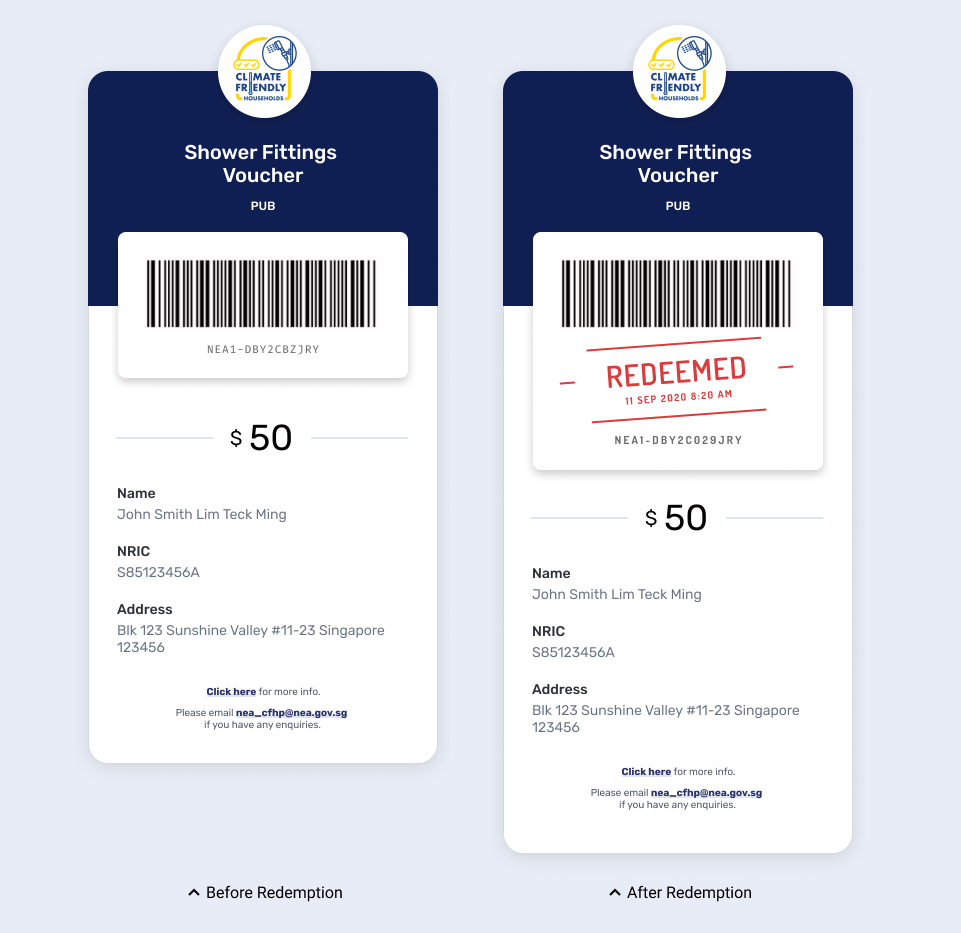 CLIMATE
FRIENDLY
HOUSEHOLDS
Shower Fittings
Voucher
PUB
NEA1-DBY2CBZJRY
$ 50
Name
John Smith Lim Teck Ming
NRIC
S85123456A
Address
Blk 123 Sunshine Valley #11-23 Singapore
123456
Click here for more info.
Please email nea_cfhp@nea.gov.sg
if you have any enquiries.
Before Redemption
CLIMATE
FRIENDLY
HOUSEHOLDS
Shower Fittings
Voucher
PUB
REDEEMED
11 SEP 2020 8:20 AM
NEA1-DBY2C029JRY
$ 50
Name
John Smith Lim Teck Ming
NRIC
S85123456A
Address
Blk 123 Sunshine Valley #11-23 Singapore
123456
Click here for more info.
Please email nea_cfhp@nea.gov.sg
if you have any enquiries.
After Redemption